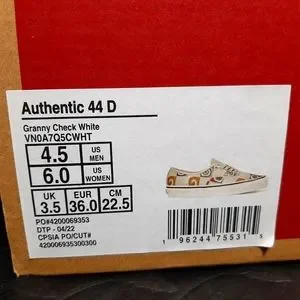 Authentic 44 D
Granny Check White
VN0A7Q5CWHT
4.5 US MEN
6.0 US WOMEN
UK EUR CM
3.5 36.0 22.5
PO#4200069353
DTP - 04/22
CPSIA PO/CUT#
420006935300300
1 96244 75531 5